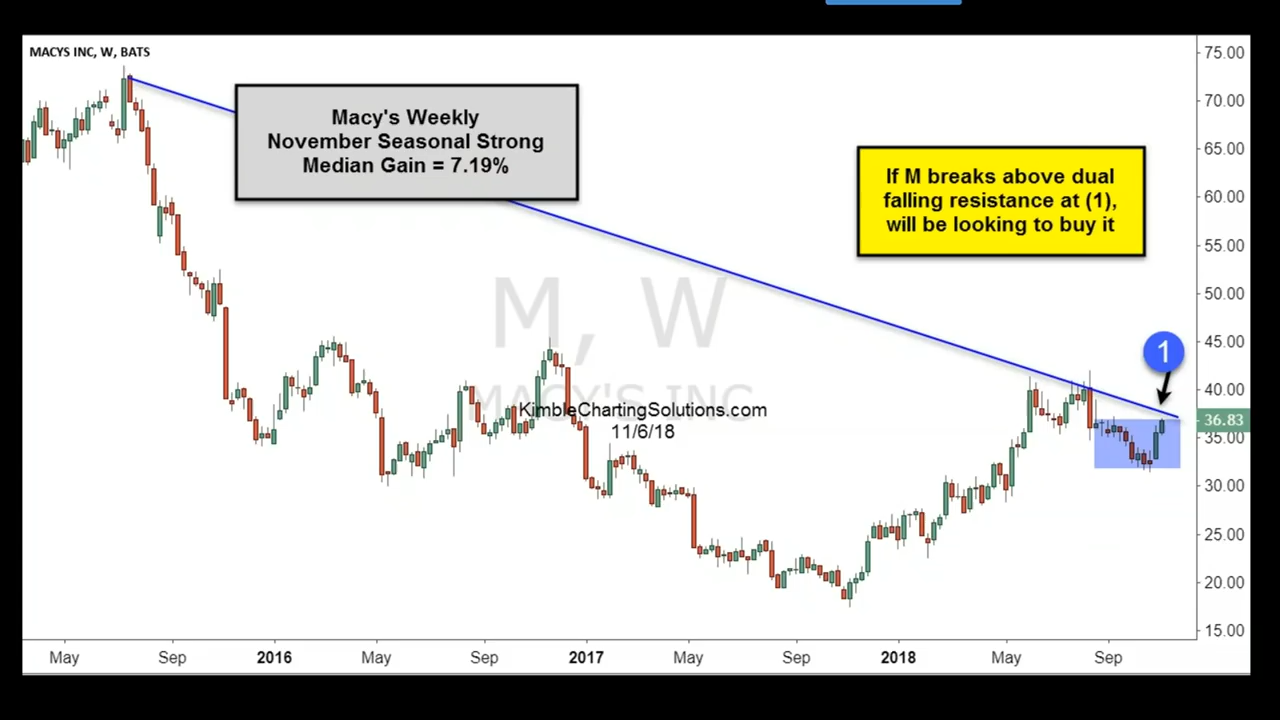 MACYS INC, W, BATS
Macy's Weekly
November Seasonal Strong
Median Gain = 7.19%
If M breaks above dual
falling resistance at (1),
will be looking to buy it
M, W
MACY'S INC
KimbleChartingSolutions.com
11/6/18
1
75.00
70.00
65.00
60.00
55.00
50.00
45.00
40.00
36.83
35.00
30.00
25.00
20.00
15.00
May Sep 2016 May Sep 2017 May Sep 2018 May Sep